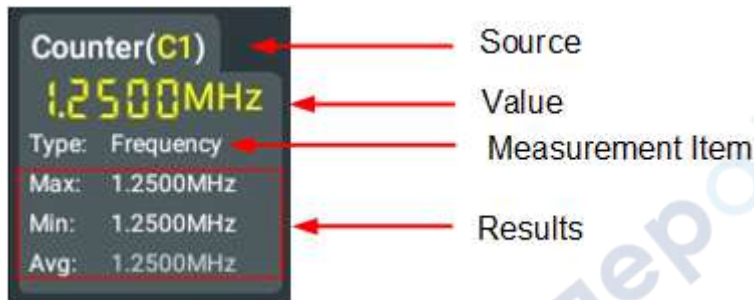 Counter(C1)
Source
1.2500MHz
Value
Type: Frequency
Measurement Item
Max: 1.2500MHz
Min: 1.2500MHz
Results
Avg: 1.2500MHz